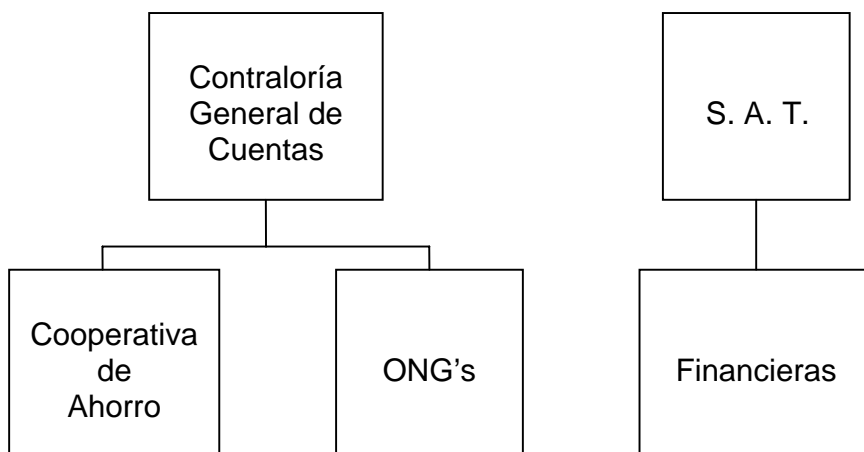 Contraloría
General de
Cuentas
S. A. T.
Cooperativa
de
Ahorro
ONG's
Financieras